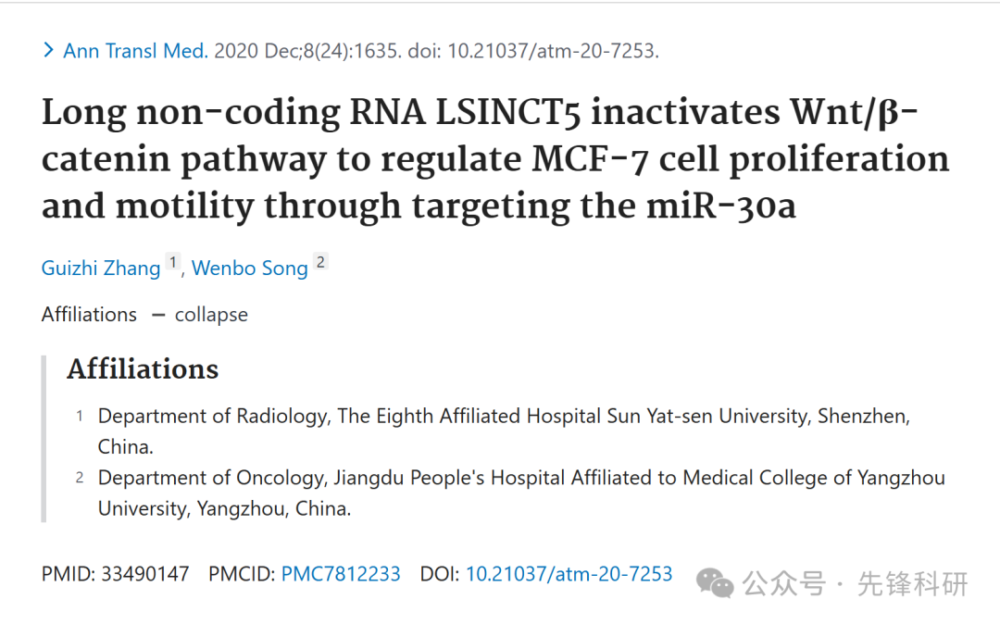 Ann Transl Med. 2020 Dec;8(24):1635. doi: 10.21037/atm-20-7253.
Long non-coding RNA LSINCT5 inactivates Wnt/β-
catenin pathway to regulate MCF-7 cell proliferation
and motility through targeting the miR-30a
Guizhi Zhang 1, Wenbo Song 2
Affiliations — collapse
Affiliations
1 Department of Radiology, The Eighth Affiliated Hospital Sun Yat-sen University, Shenzhen,
China.
2 Department of Oncology, Jiangdu People's Hospital Affiliated to Medical College of Yangzhou
University, Yangzhou, China.
PMID: 33490147 PMCID: PMC7812233 DOI: 10.21037/atm-20-7253
公众号 · 先锋科研